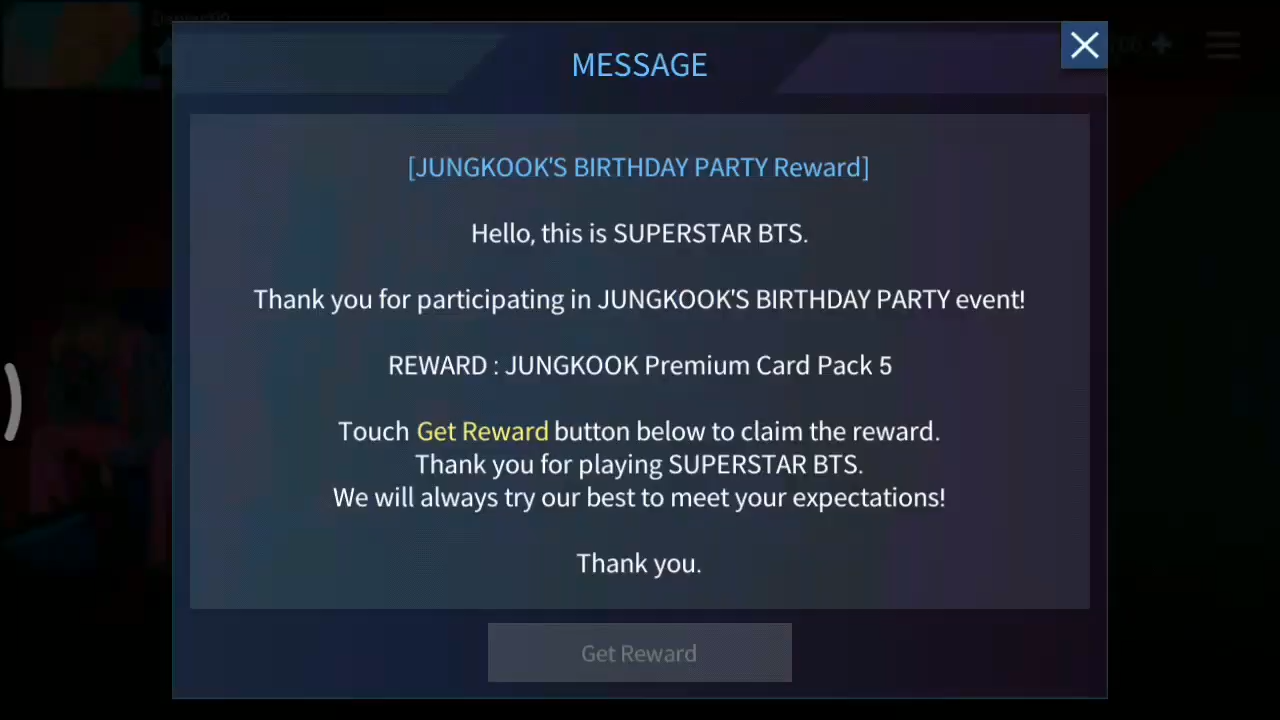 MESSAGE
[JUNGKOOK'S BIRTHDAY PARTY Reward]
Hello, this is SUPERSTAR BTS.
Thank you for participating in JUNGKOOK'S BIRTHDAY PARTY event!
REWARD : JUNGKOOK Premium Card Pack 5
Touch Get Reward button below to claim the reward.
Thank you for playing SUPERSTAR BTS.
We will always try our best to meet your expectations!
Thank you.
Get Reward